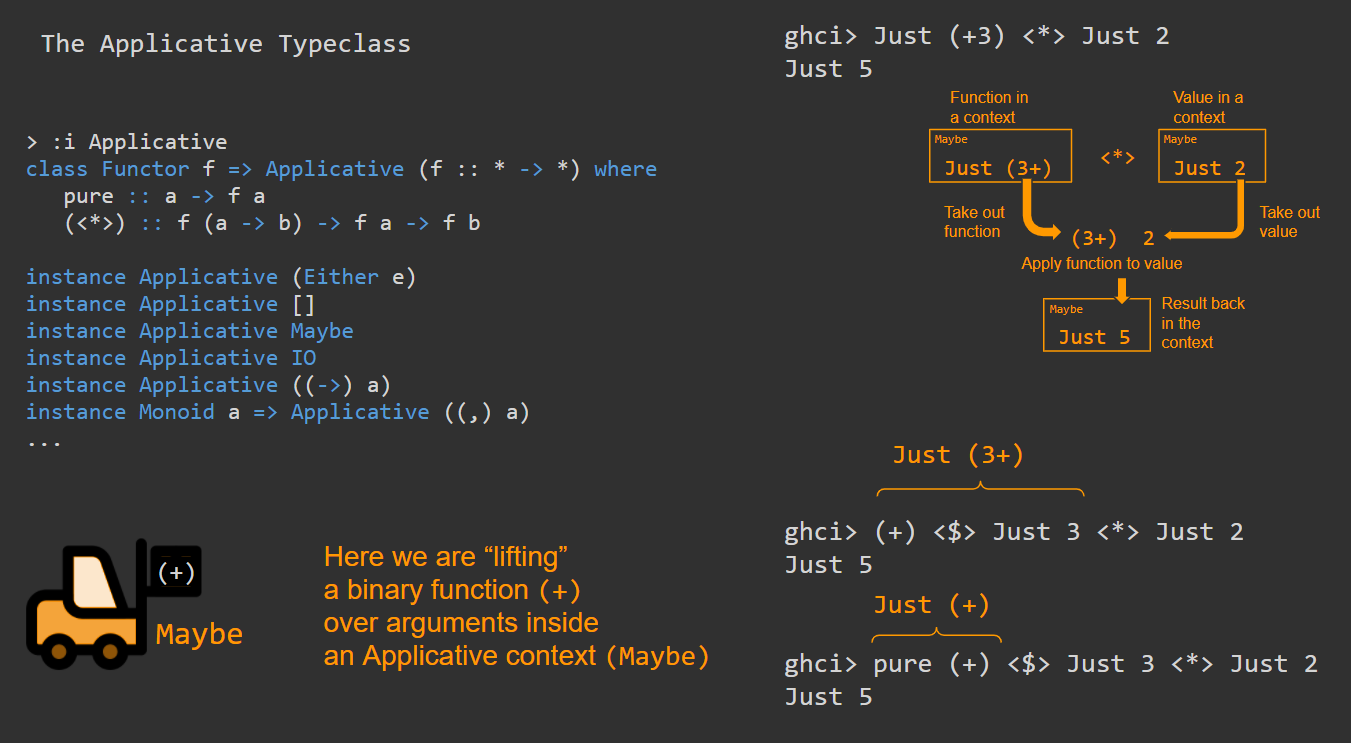 The Applicative Typeclass
> :i Applicative
class Functor f => Applicative (f :: * -> *) where
pure :: a -> f a
(<*>) :: f (a -> b) -> f a -> f b
instance Applicative (Either e)
instance Applicative []
instance Applicative Maybe
instance Applicative IO
instance Applicative ((->) a)
instance Monoid a => Applicative ((,) a)
...
(+)
Maybe
Here we are “lifting”
a binary function (+)
over arguments inside
an Applicative context (Maybe)
ghci> Just (+3) <*> Just 2
Just 5
Function in
a context
Value in a
context
Maybe
Just (3+)
<*>
Maybe
Just 2
Take out
function
(3+) 2
Take out
value
Apply function to value
Maybe
Just 5
Result back
in the
context
Just (3+)
ghci> (+) <$> Just 3 <*> Just 2
Just 5
Just (+)
ghci> pure (+) <$> Just 3 <*> Just 2
Just 5